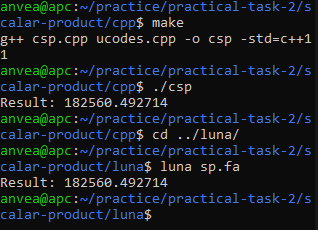 anvea@apc:~/practice/practical-task-2/s
calar-product/cpp$ make
g++ csp.cpp ucodes.cpp -o csp -std=c++1
1
anvea@apc:~/practice/practical-task-2/s
calar-product/cpp$ ./csp
Result: 182560.492714
anvea@apc:~/practice/practical-task-2/s
calar-product/cpp$ cd ../luna/
anvea@apc:~/practice/practical-task-2/s
calar-product/luna$ luna sp.fa
Result: 182560.492714
anvea@apc:~/practice/practical-task-2/s
calar-product/luna$